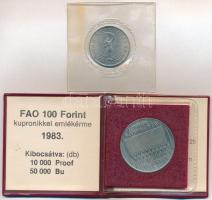 FAO 100 Forint
kupronikkel emlékérme
1983.
Kibocsátva: (db)
10 000 Proof
50 000 Bu